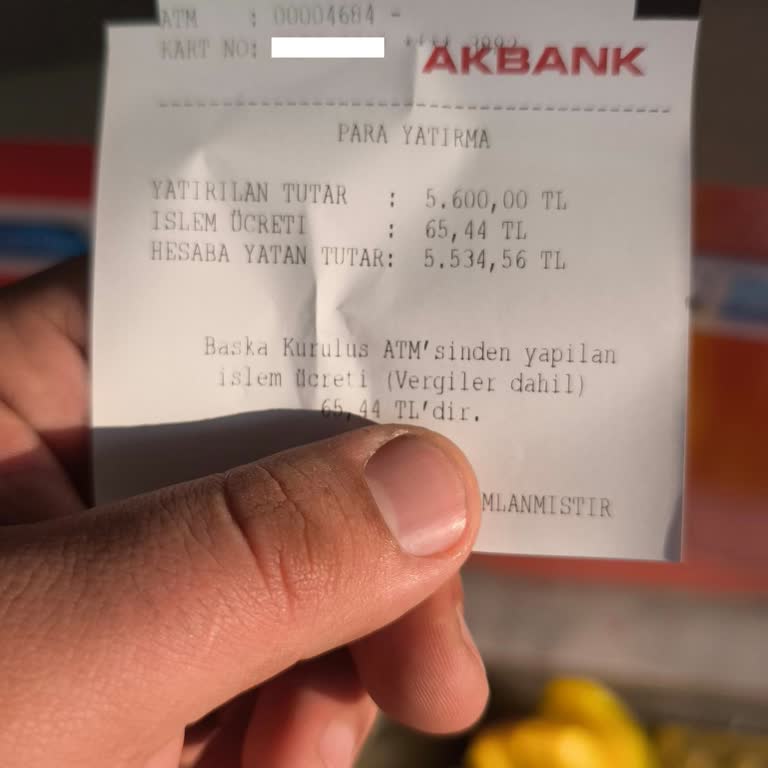 ATM : 00004684 -
KART NO:
AKBANK
PARA YATIRMA
YATIRILAN TUTAR : 5.600,00 TL
ISLEM ÜCRETI : 65,44 TL
HESABA YATAN TUTAR: 5.534,56 TL
Baska Kurulus ATM'sinden yapilan
islem ücreti (Vergiler dahil)
65,44 TL'dir.
MLANMISTIR